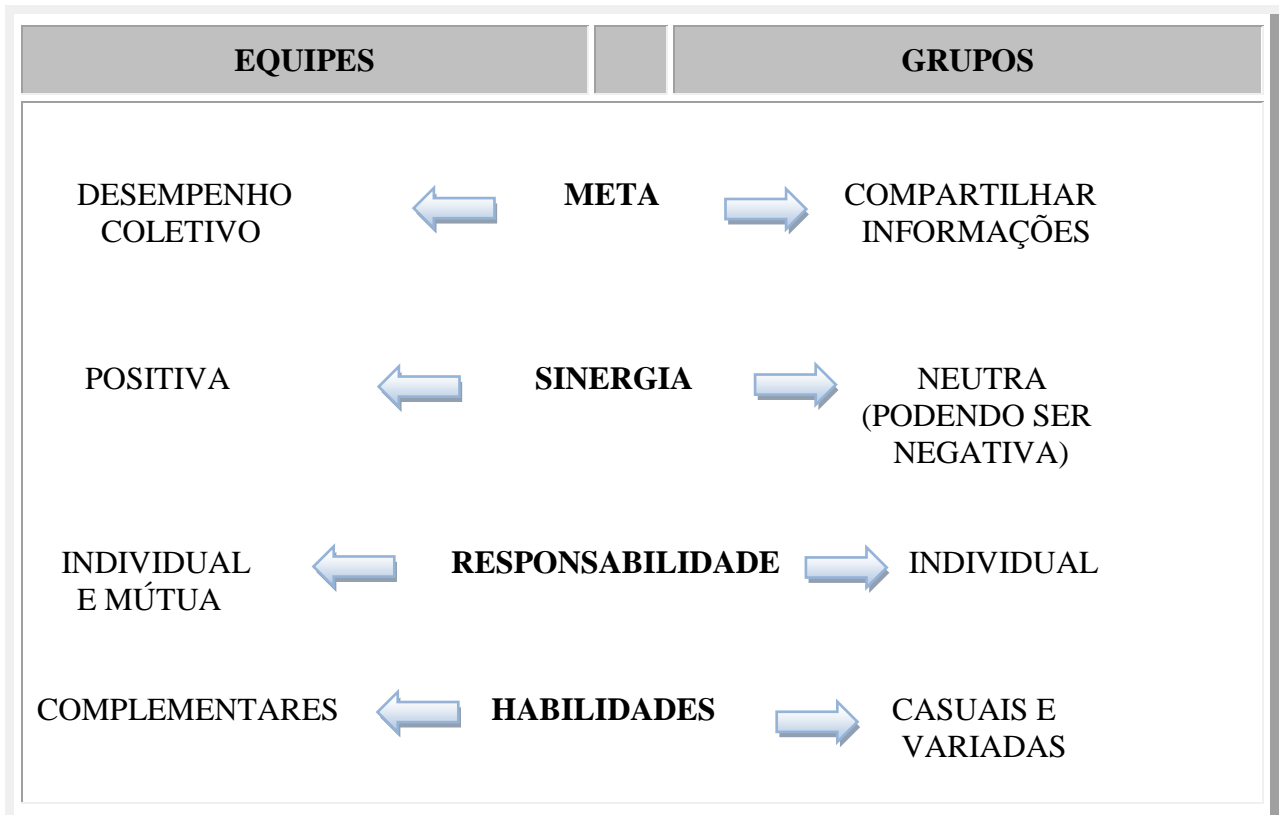 EQUIPES GRUPOS
DESEMPENHO COLETIVO META COMPARTILHAR INFORMAÇÕES
POSITIVA SINERGIA NEUTRA (PODENDO SER NEGATIVA)
INDIVIDUAL E MÚTUA RESPONSABILIDADE INDIVIDUAL
COMPLEMENTARES HABILIDADES CASUAIS E VARIADAS